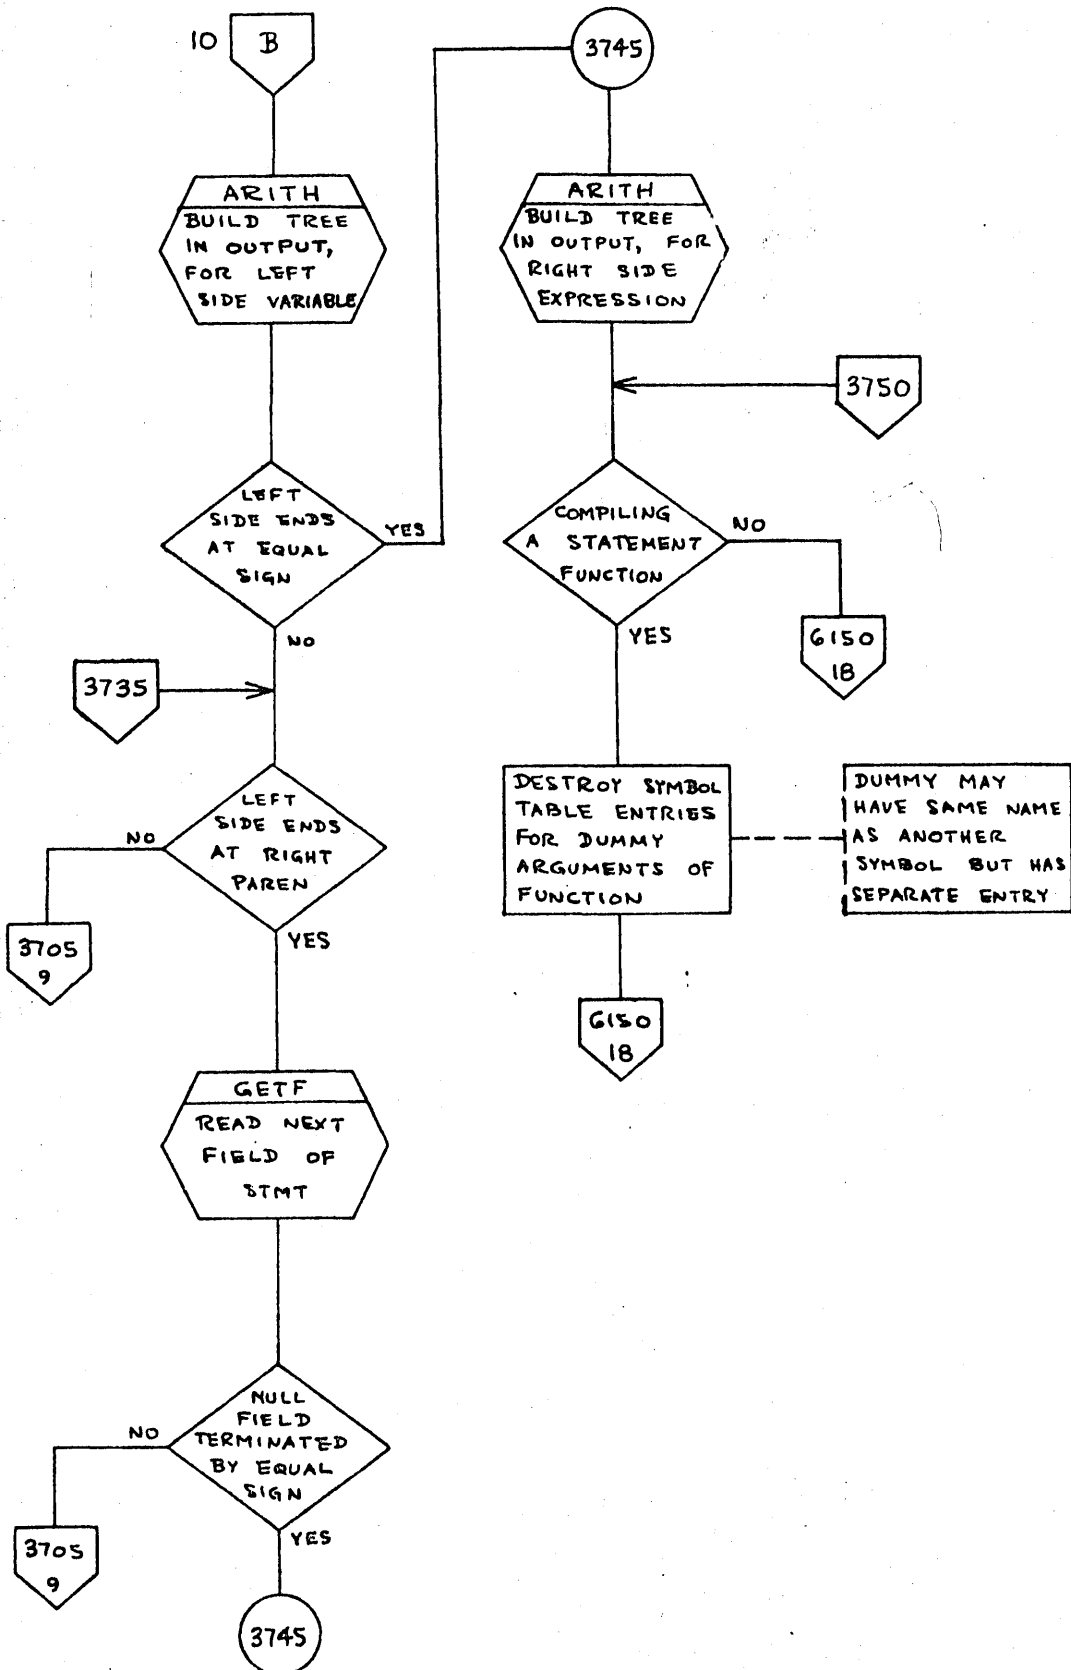 10 B
ARITH
BUILD TREE
IN OUTPUT,
FOR LEFT
SIDE VARIABLE
LEFT
SIDE ENDS
AT EQUAL
SIGN
YES
NO
3735
LEFT
SIDE ENDS
AT RIGHT
PAREN
NO
3705
9
YES
GETF
READ NEXT
FIELD OF
STMT
NULL
FIELD
TERMINATED
BY EQUAL
SIGN
NO
3705
9
YES
3745
3745
ARITH
BUILD TREE
IN OUTPUT, FOR
RIGHT SIDE
EXPRESSION
3750
COMPILING
A STATEMENT
FUNCTION
NO
6150
18
YES
DESTROY SYMBOL
TABLE ENTRIES
FOR DUMMY
ARGUMENTS OF
FUNCTION
DUMMY MAY
HAVE SAME NAME
AS ANOTHER
SYMBOL BUT HAS
SEPARATE ENTRY
6150
18